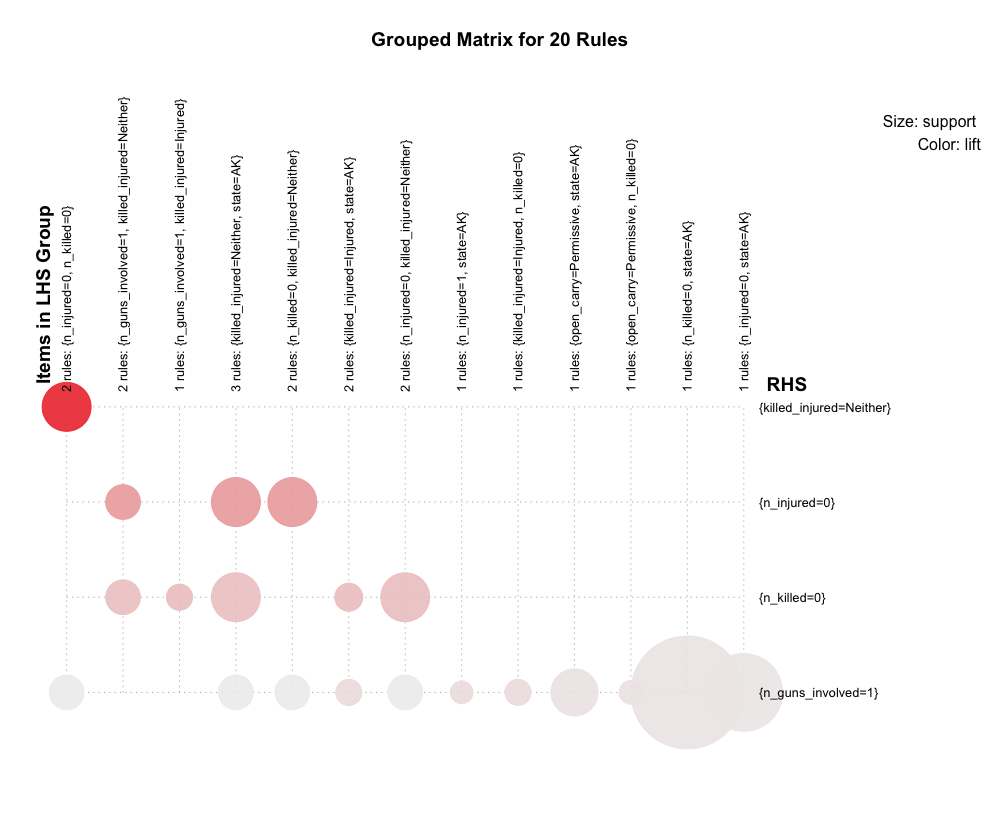 Grouped Matrix for 20 Rules
Size: support
Color: lift
Items in LHS Group
2 rules: {n_injured=0, n_killed=0}
2 rules: {n_guns_involved=1, killed_injured=Neither}
1 rules: {n_guns_involved=1, killed_injured=Injured}
3 rules: {killed_injured=Neither, state=AK}
2 rules: {n_killed=0, killed_injured=Neither}
2 rules: {killed_injured=Injured, state=AK}
2 rules: {n_injured=0, killed_injured=Neither}
1 rules: {n_injured=1, state=AK}
1 rules: {killed_injured=Injured, n_killed=0}
1 rules: {open_carry=Permissive, state=AK}
1 rules: {open_carry=Permissive, n_killed=0}
1 rules: {n_killed=0, state=AK}
1 rules: {n_injured=0, state=AK}
RHS
{killed_injured=Neither}
{n_injured=0}
{n_killed=0}
{n_guns_involved=1}